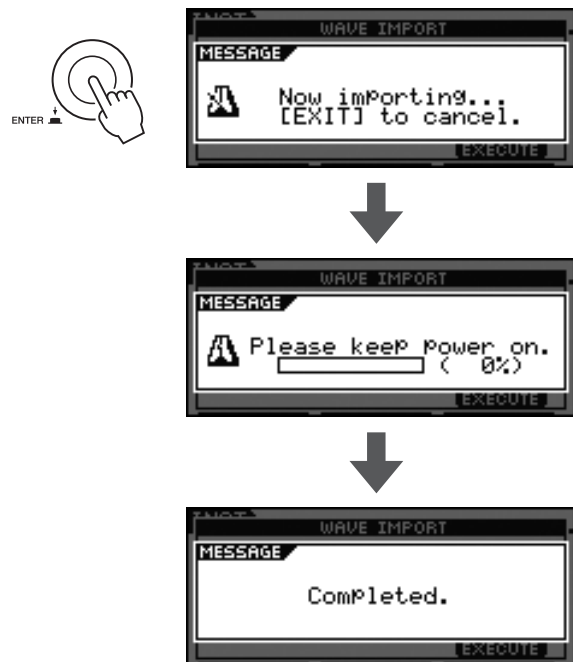 ENTER
INST
WAVE IMPORT
MESSAGE
Now importing...
[EXIT] to cancel.
EXECUTE
WAVE IMPORT
MESSAGE
Please keep power on.
( 0%)
EXECUTE
WAVE IMPORT
MESSAGE
Completed.
EXECUTE